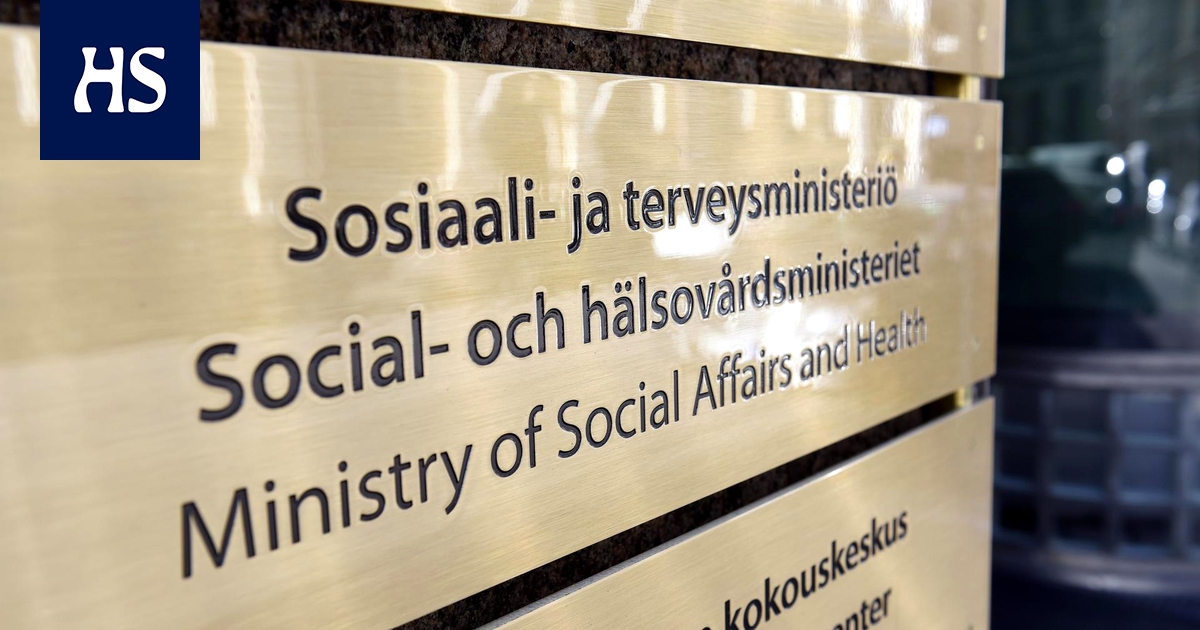 HS
Sosiaali- ja terveysministeriö
Social- och hälsovårdsministeriet
Ministry of Social Affairs and Health
kokouskeskus